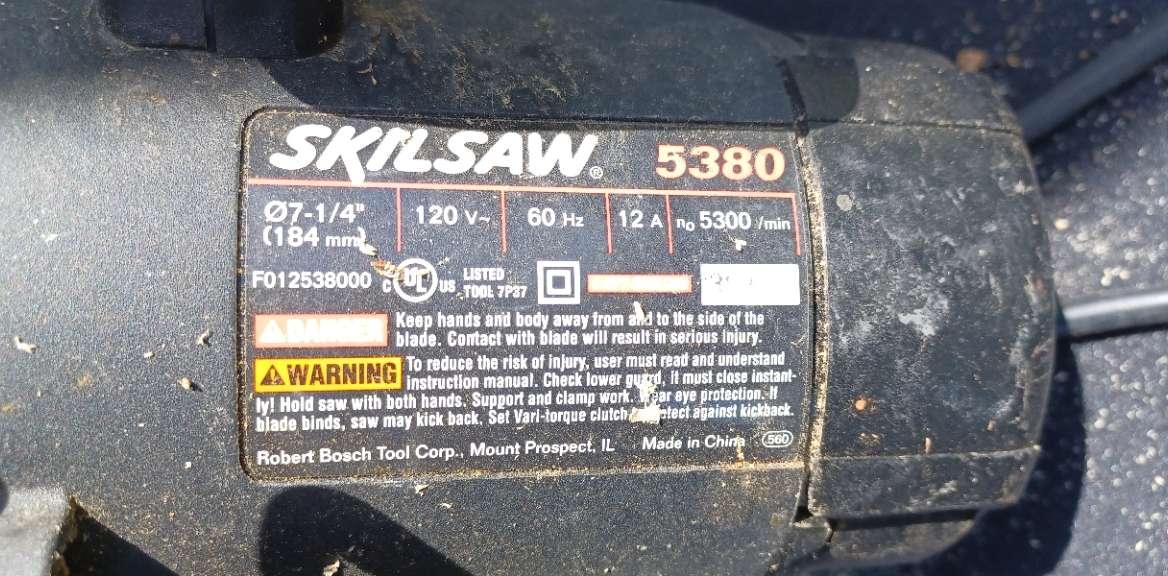 SKILSAW® 5380
Ø7-1/4" 120 V~ 60 Hz 12 A n₀ 5300 /min
(184 mm)
F012538000 C UL US LISTED
TOOL 7P37
DANGER Keep hands and body away from and to the side of the
blade. Contact with blade will result in serious injury.
WARNING To reduce the risk of injury, user must read and understand
instruction manual. Check lower guard, it must close instant-
ly! Hold saw with both hands. Support and clamp work. Wear eye protection. If
blade binds, saw may kick back. Set Vari-torque clutch against kickback.
Robert Bosch Tool Corp., Mount Prospect, IL Made in China 560